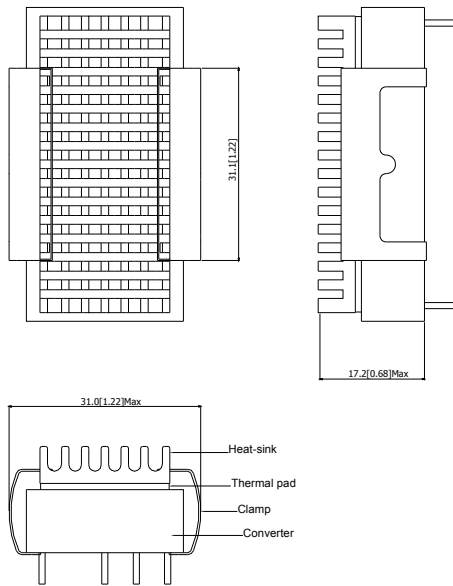 31.1[1.22]
17.2[0.68]Max
31.0[1.22]Max
Heat-sink
Thermal pad
Clamp
Converter